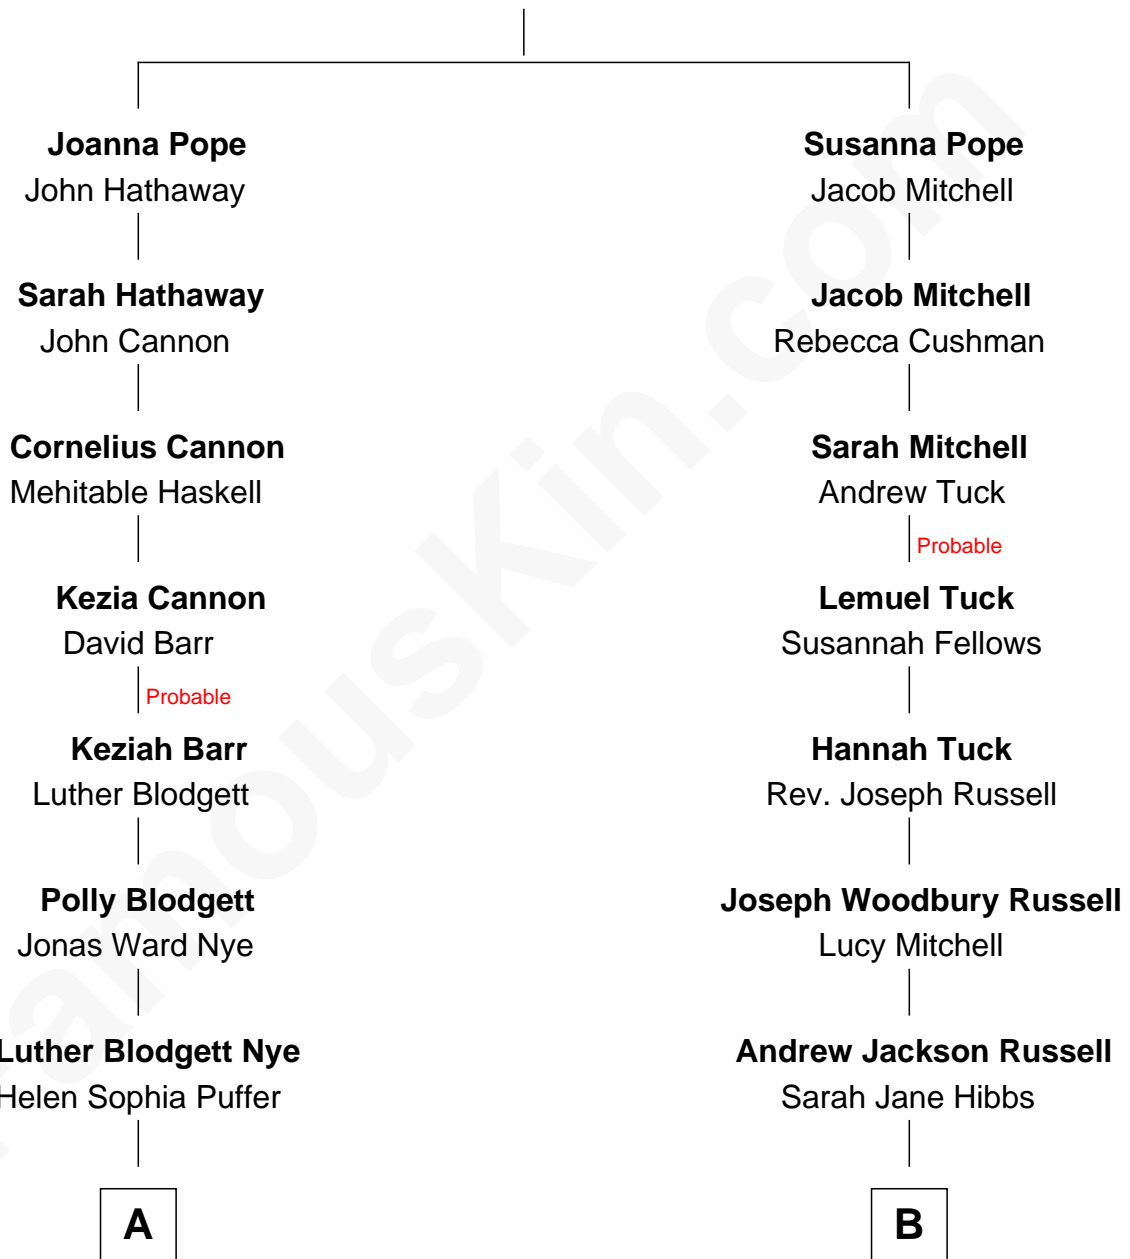 Joanna Pope
John Hathaway
Susanna Pope
Jacob Mitchell
Sarah Hathaway
John Cannon
Jacob Mitchell
Rebecca Cushman
Cornelius Cannon
Mehitable Haskell
Sarah Mitchell
Andrew Tuck
Probable
Kezia Cannon
David Barr
Probable
Lemuel Tuck
Susannah Fellows
Keziah Barr
Luther Blodgett
Hannah Tuck
Rev. Joseph Russell
Polly Blodgett
Jonas Ward Nye
Joseph Woodbury Russell
Lucy Mitchell
Luther Blodgett Nye
Helen Sophia Puffer
Andrew Jackson Russell
Sarah Jane Hibbs
A
B
FamousKin.com